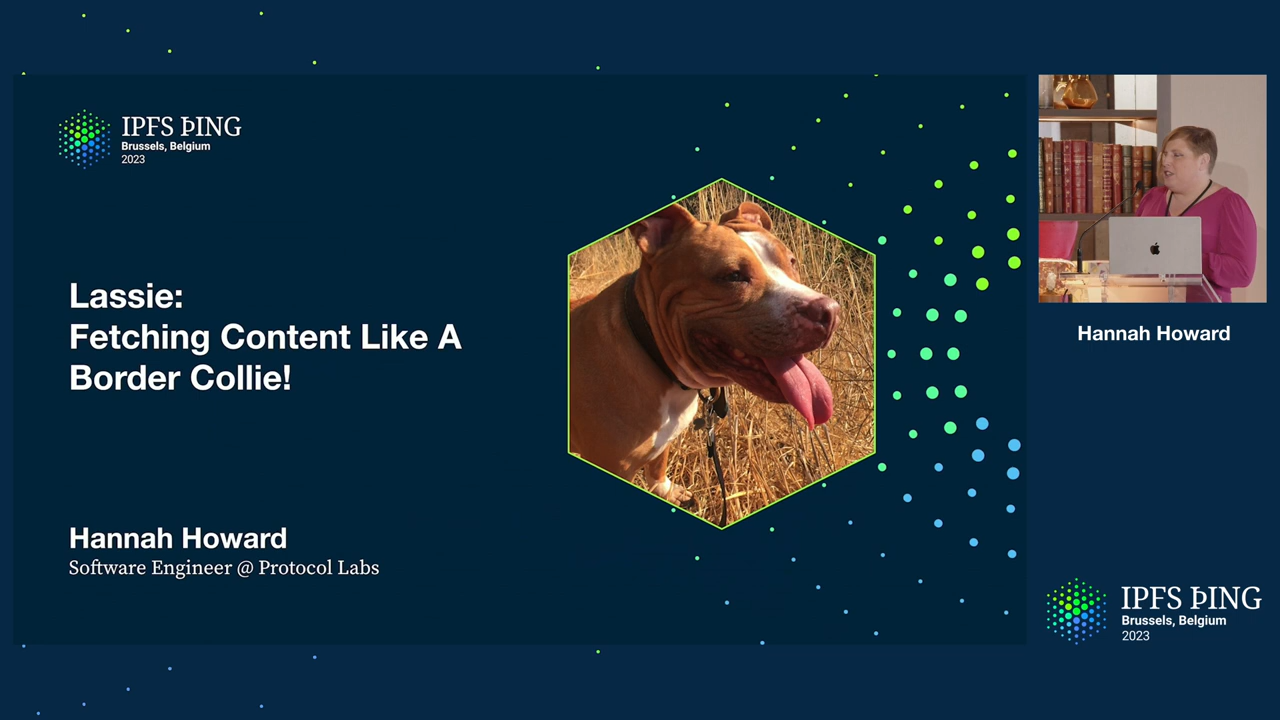 IPFS ÞING
Brussels, Belgium
2023
Lassie:
Fetching Content Like A
Border Collie!
Hannah Howard
Software Engineer @ Protocol Labs
Hannah Howard
IPFS ÞING
Brussels, Belgium
2023